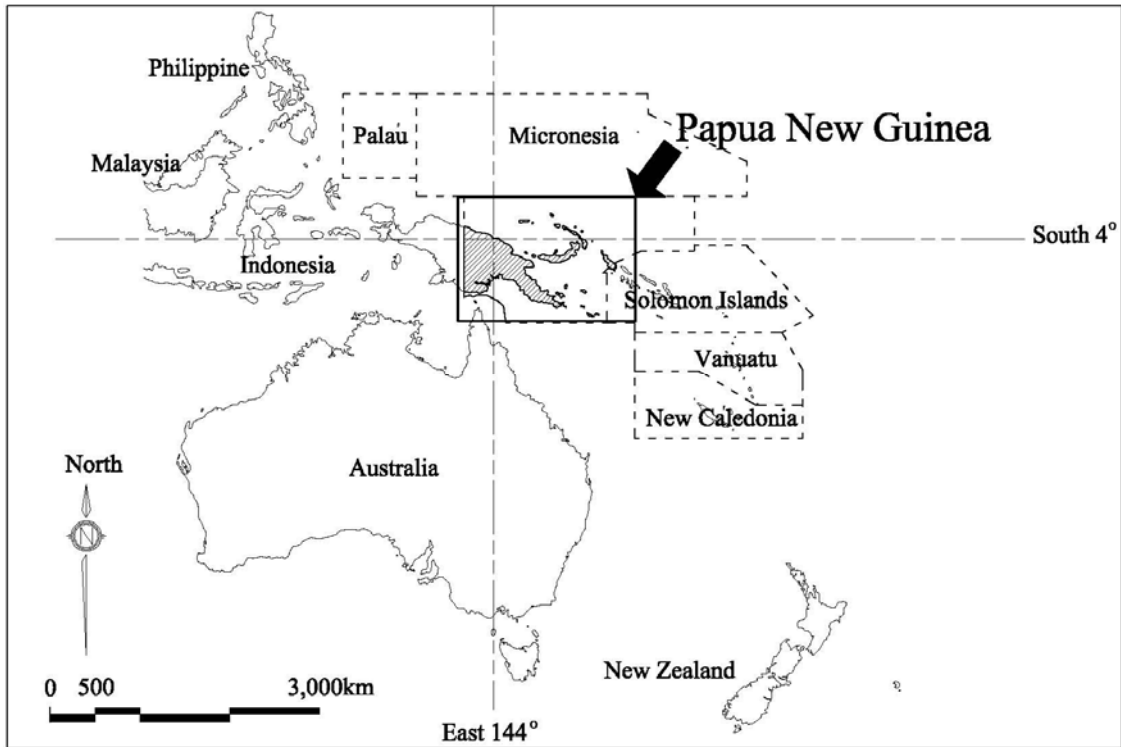 Philippine
Palau
Micronesia
Papua New Guinea
Malaysia
South 4°
Indonesia
Solomon Islands
Vanuatu
New Caledonia
North
Australia
N
New Zealand
0 500 3,000km
East 144°